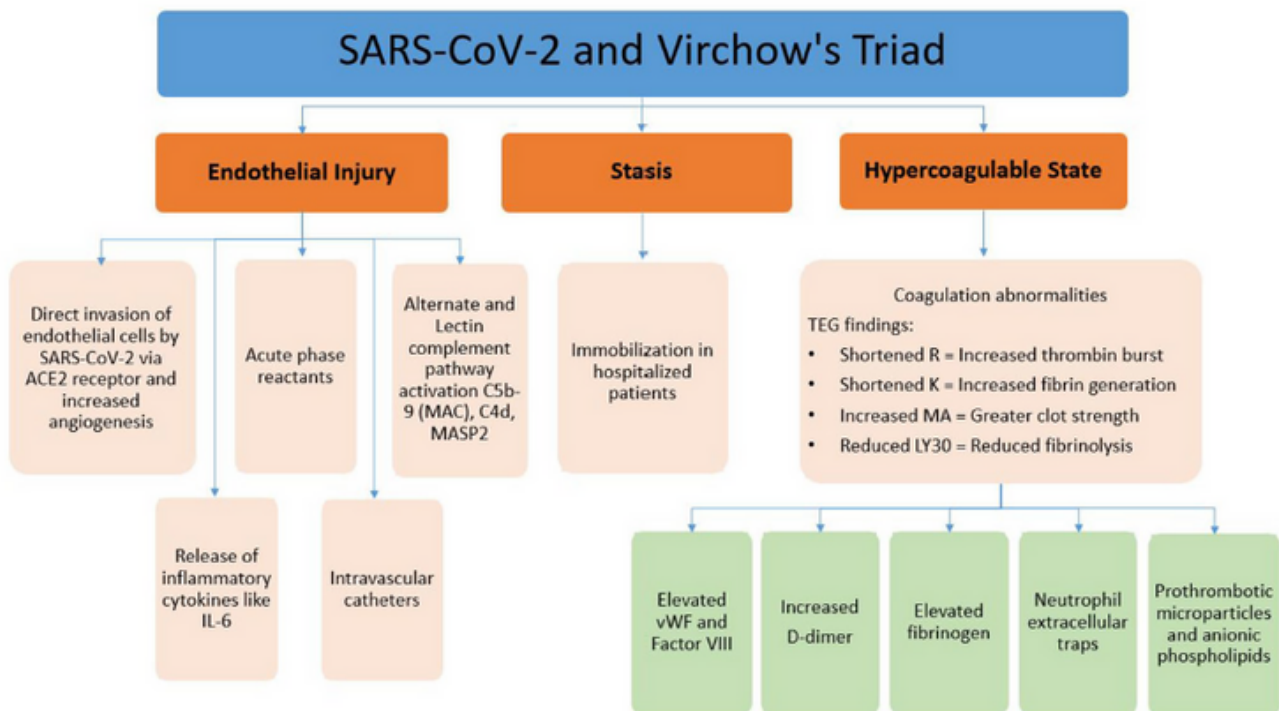 SARS-CoV-2 and Virchow's Triad
Endothelial Injury
Stasis
Hypercoagulable State
Direct invasion of
endothelial cells by
SARS-CoV-2 via
ACE2 receptor and
increased
angiogenesis
Acute phase
reactants
Alternate and
Lectin
complement
pathway
activation C5b-
9 (MAC), C4d,
MASP2
Immobilization in
hospitalized
patients
Coagulation abnormalities
TEG findings:
• Shortened R = Increased thrombin burst
• Shortened K = Increased fibrin generation
• Increased MA = Greater clot strength
• Reduced LY30 = Reduced fibrinolysis
Release of
inflammatory
cytokines like
IL-6
Intravascular
catheters
Elevated
vWF and
Factor VIII
Increased
D-dimer
Elevated
fibrinogen
Neutrophil
extracellular
traps
Prothrombotic
microparticles
and anionic
phospholipids